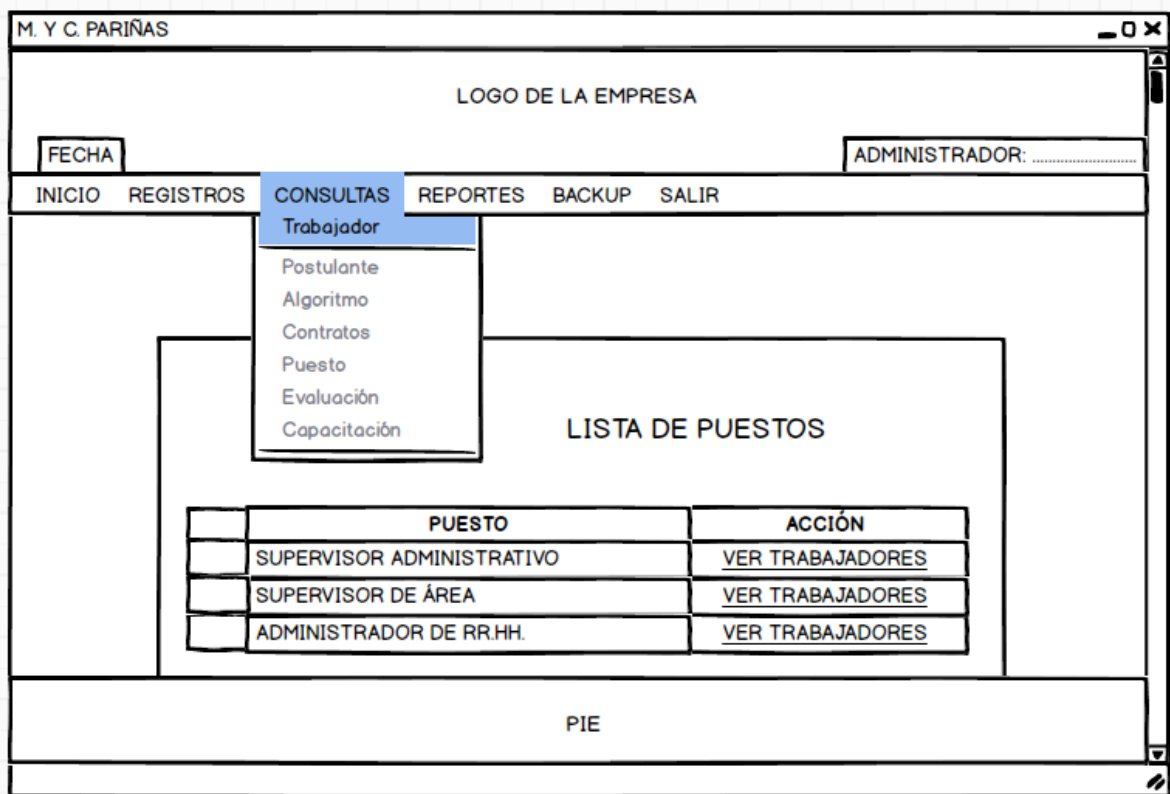 M. Y C. PARIÑAS
LOGO DE LA EMPRESA
FECHA
ADMINISTRADOR: ............................
INICIO REGISTROS CONSULTAS REPORTES BACKUP SALIR
Trabajador
Postulante
Algoritmo
Contratos
Puesto
Evaluación
Capacitación
LISTA DE PUESTOS
PUESTO ACCIÓN
SUPERVISOR ADMINISTRATIVO VER TRABAJADORES
SUPERVISOR DE ÁREA VER TRABAJADORES
ADMINISTRADOR DE RR.HH. VER TRABAJADORES
PIE